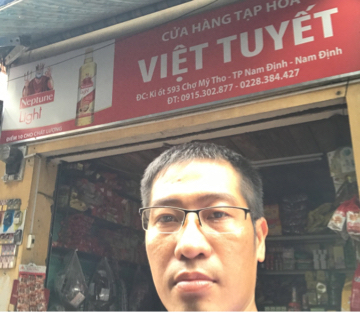 CỬA HÀNG TẠP HÓA
VIỆT TUYẾT
ĐC: Ki ốt 593 Chợ Mỹ Tho - TP Nam Định - Nam Định
ĐT: 0915.302.877 - 0228.384.427
Neptune
Light